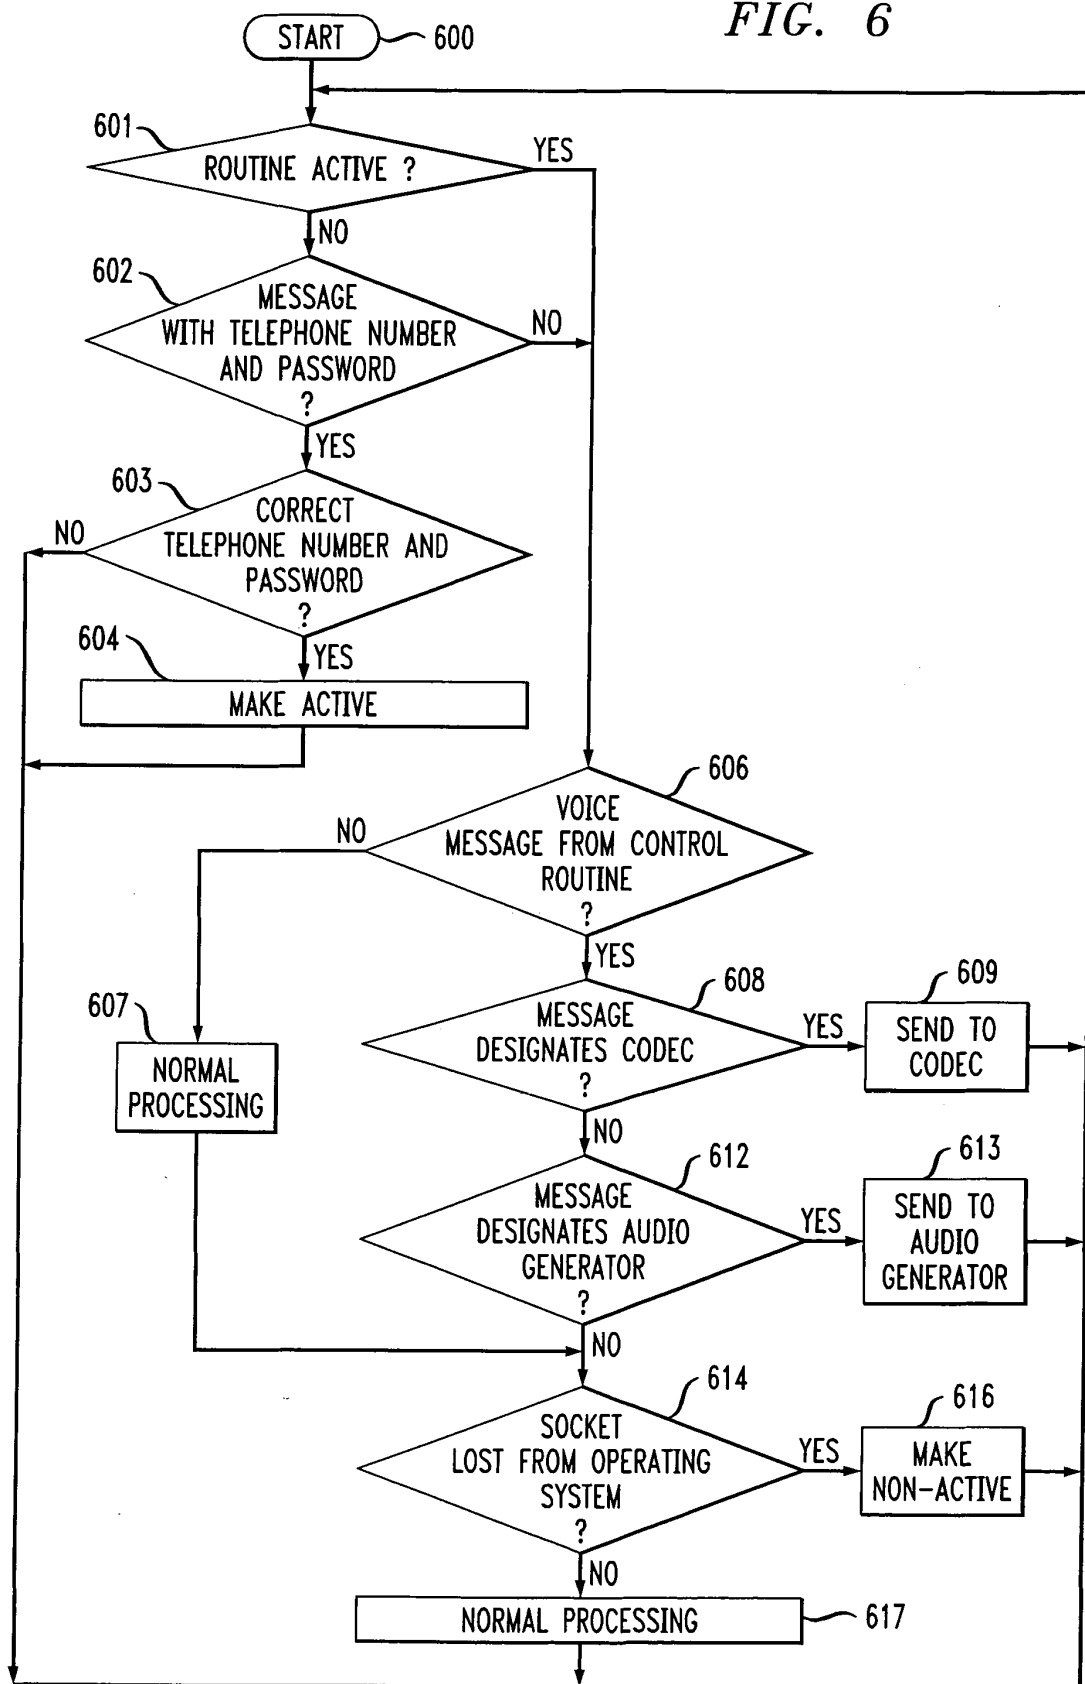 FIG. 6
START
600
601
ROUTINE ACTIVE ?
YES
NO
602
MESSAGE
WITH TELEPHONE NUMBER
AND PASSWORD
?
NO
YES
603
CORRECT
TELEPHONE NUMBER AND
PASSWORD
?
NO
YES
604
MAKE ACTIVE
606
VOICE
MESSAGE FROM CONTROL
ROUTINE
?
NO
YES
607
NORMAL
PROCESSING
608
MESSAGE
DESIGNATES CODEC
?
YES
609
SEND TO
CODEC
NO
612
MESSAGE
DESIGNATES AUDIO
GENERATOR
?
YES
613
SEND TO
AUDIO
GENERATOR
NO
614
SOCKET
LOST FROM OPERATING
SYSTEM
?
YES
616
MAKE
NON-ACTIVE
NO
NORMAL PROCESSING
617